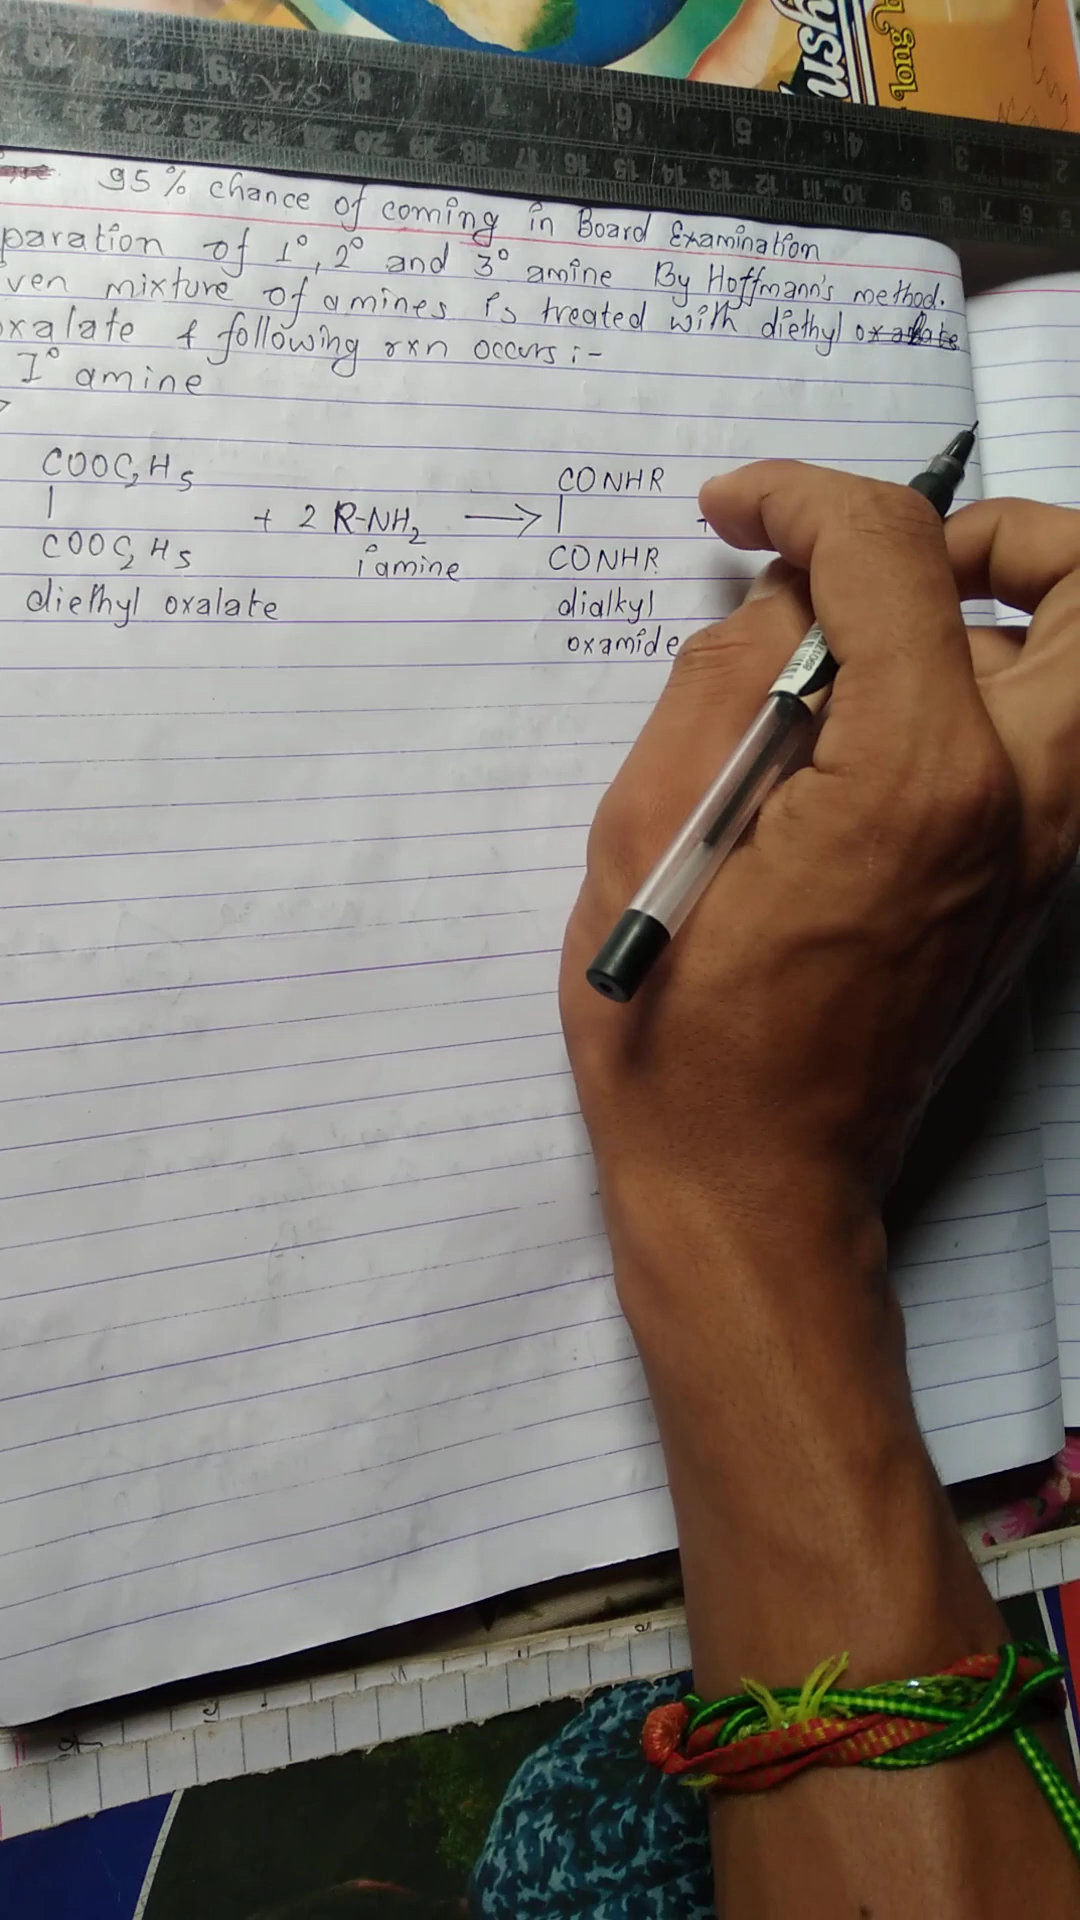 95% chance of coming in Board Examination
paration of 1°, 2° and 3° amine By Hoffmann's method.
ven mixture of amines is treated with diethyl oxalate
xalate & following rxn occurs :-
I° amine
COOC2H5 CONHR
| + 2 R-NH2 → | +
COOC2H5 i amine CONHR
diethyl oxalate dialkyl
oxamide